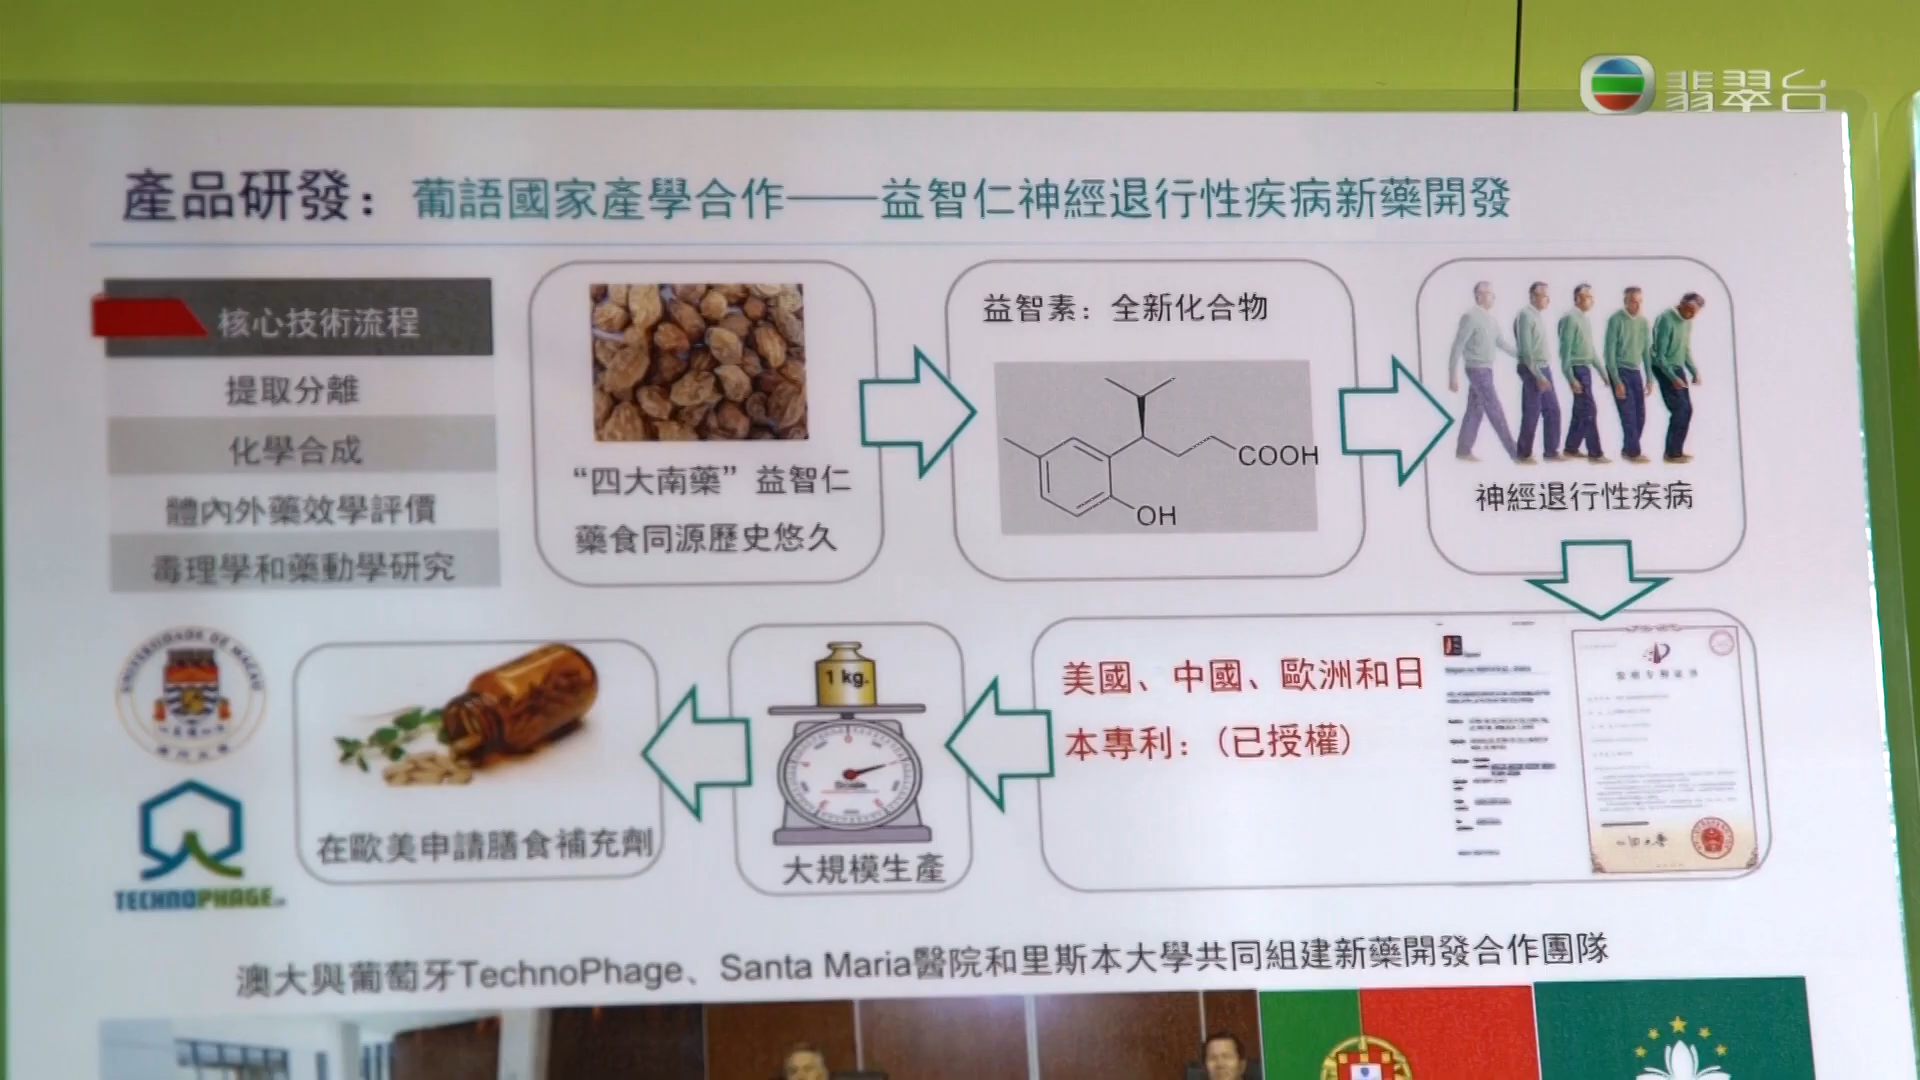 翡翠台
產品研發：葡語國家產學合作——益智仁神經退行性疾病新藥開發
核心技術流程
提取分離
化學合成
體內外藥效學評價
毒理學和藥動學研究
“四大南藥”益智仁
藥食同源歷史悠久
益智素：全新化合物
COOH
OH
神經退行性疾病
美國、中國、歐洲和日
本專利：（已授權）
1 kg.
Scale
大規模生產
在歐美申請膳食補充劑
UNIVERSIDADE DE MACAU
澳門大學
TECHNOPHAGE
澳大與葡萄牙TechnoPhage、Santa Maria醫院和里斯本大學共同組建新藥開發合作團隊